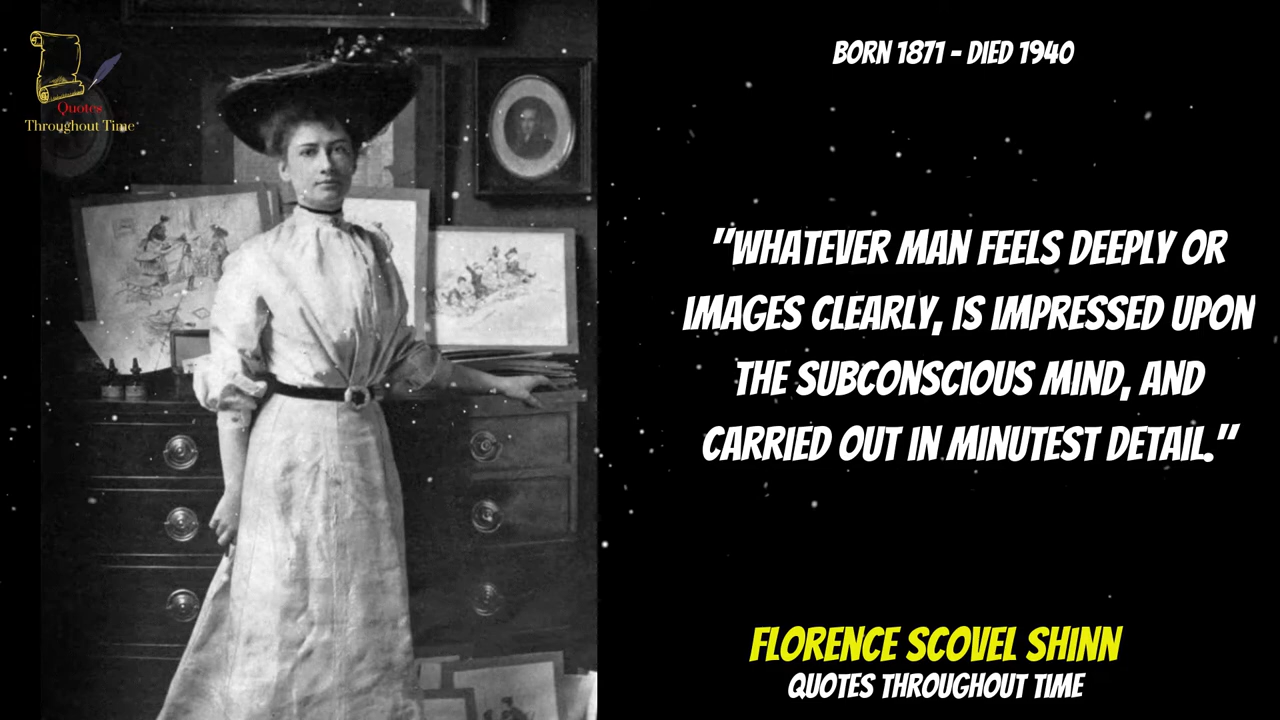 Quotes
Throughout Time
BORN 1871 - DIED 1940
"WHATEVER MAN FEELS DEEPLY OR
IMAGES CLEARLY, IS IMPRESSED UPON
THE SUBCONSCIOUS MIND, AND
CARRIED OUT IN MINUTEST DETAIL."
FLORENCE SCOVEL SHINN
QUOTES THROUGHOUT TIME